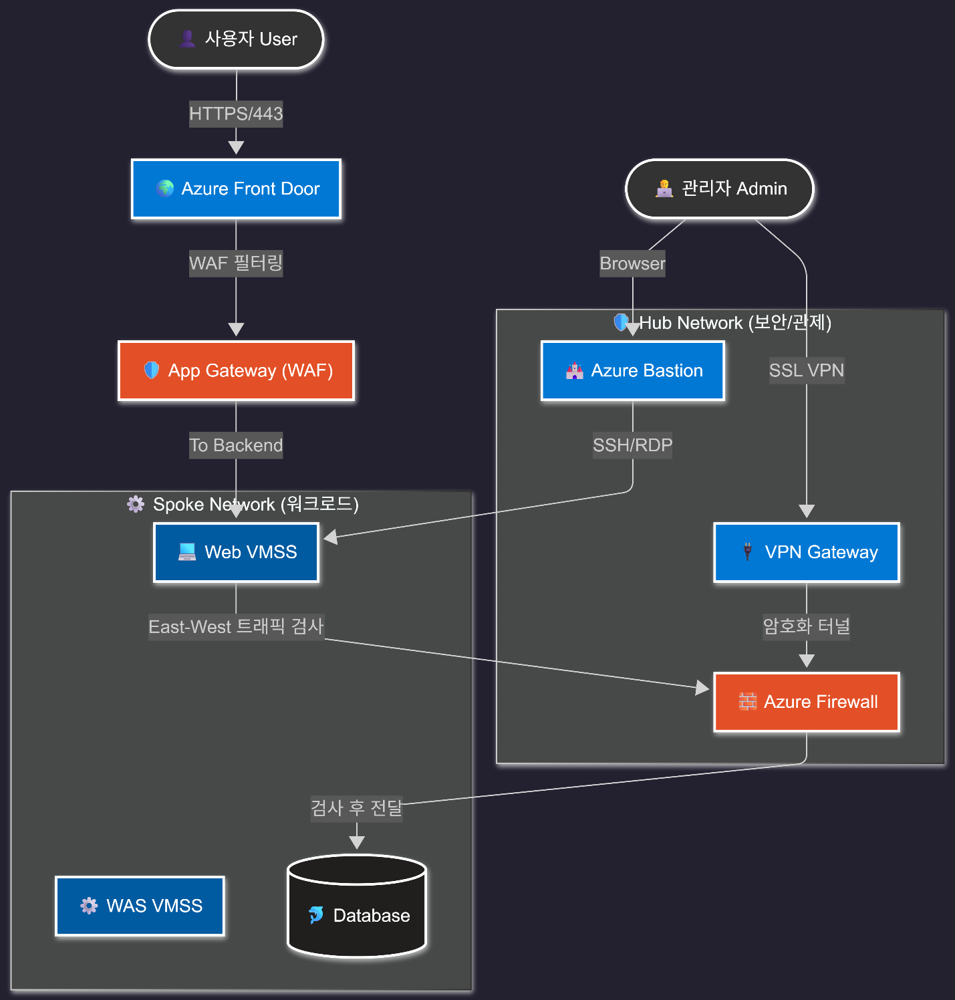 사용자 User
HTTPS/443
Azure Front Door
관리자 Admin
WAF 필터링
Browser
Hub Network (보안/관제)
App Gateway (WAF)
Azure Bastion
SSL VPN
To Backend
SSH/RDP
Spoke Network (워크로드)
Web VMSS
VPN Gateway
East-West 트래픽 검사
암호화 터널
Azure Firewall
검사 후 전달
WAS VMSS
Database